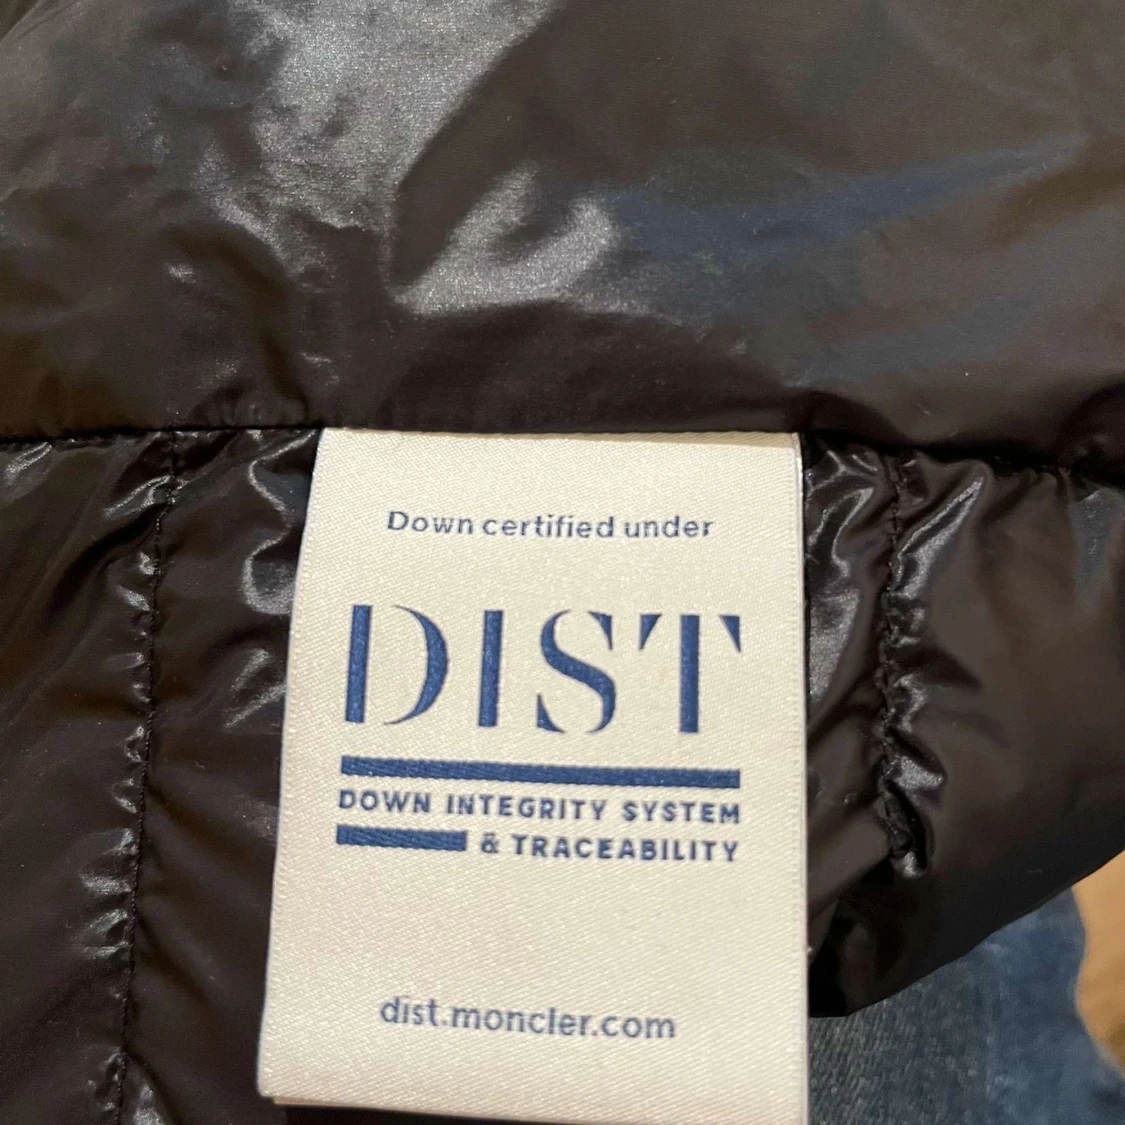 Down certified under
DIST
DOWN INTEGRITY SYSTEM
& TRACEABILITY
dist.moncler.com